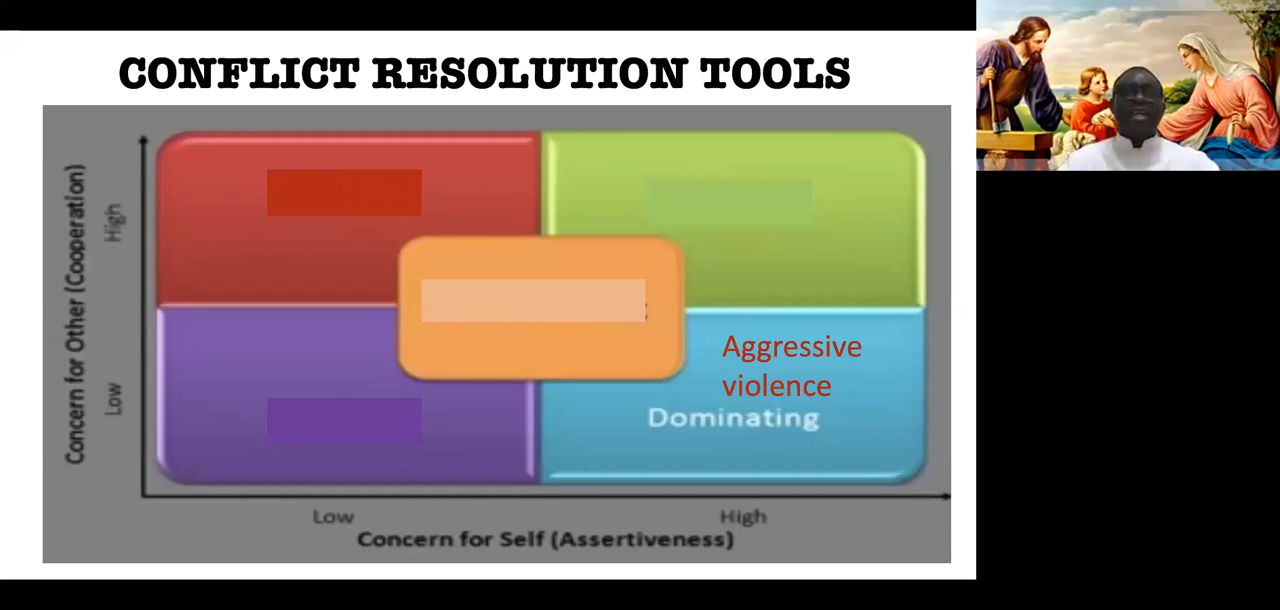 CONFLICT RESOLUTION TOOLS
Concern for Other (Cooperation)
High
Low
Aggressive
violence
Dominating
Low
High
Concern for Self (Assertiveness)